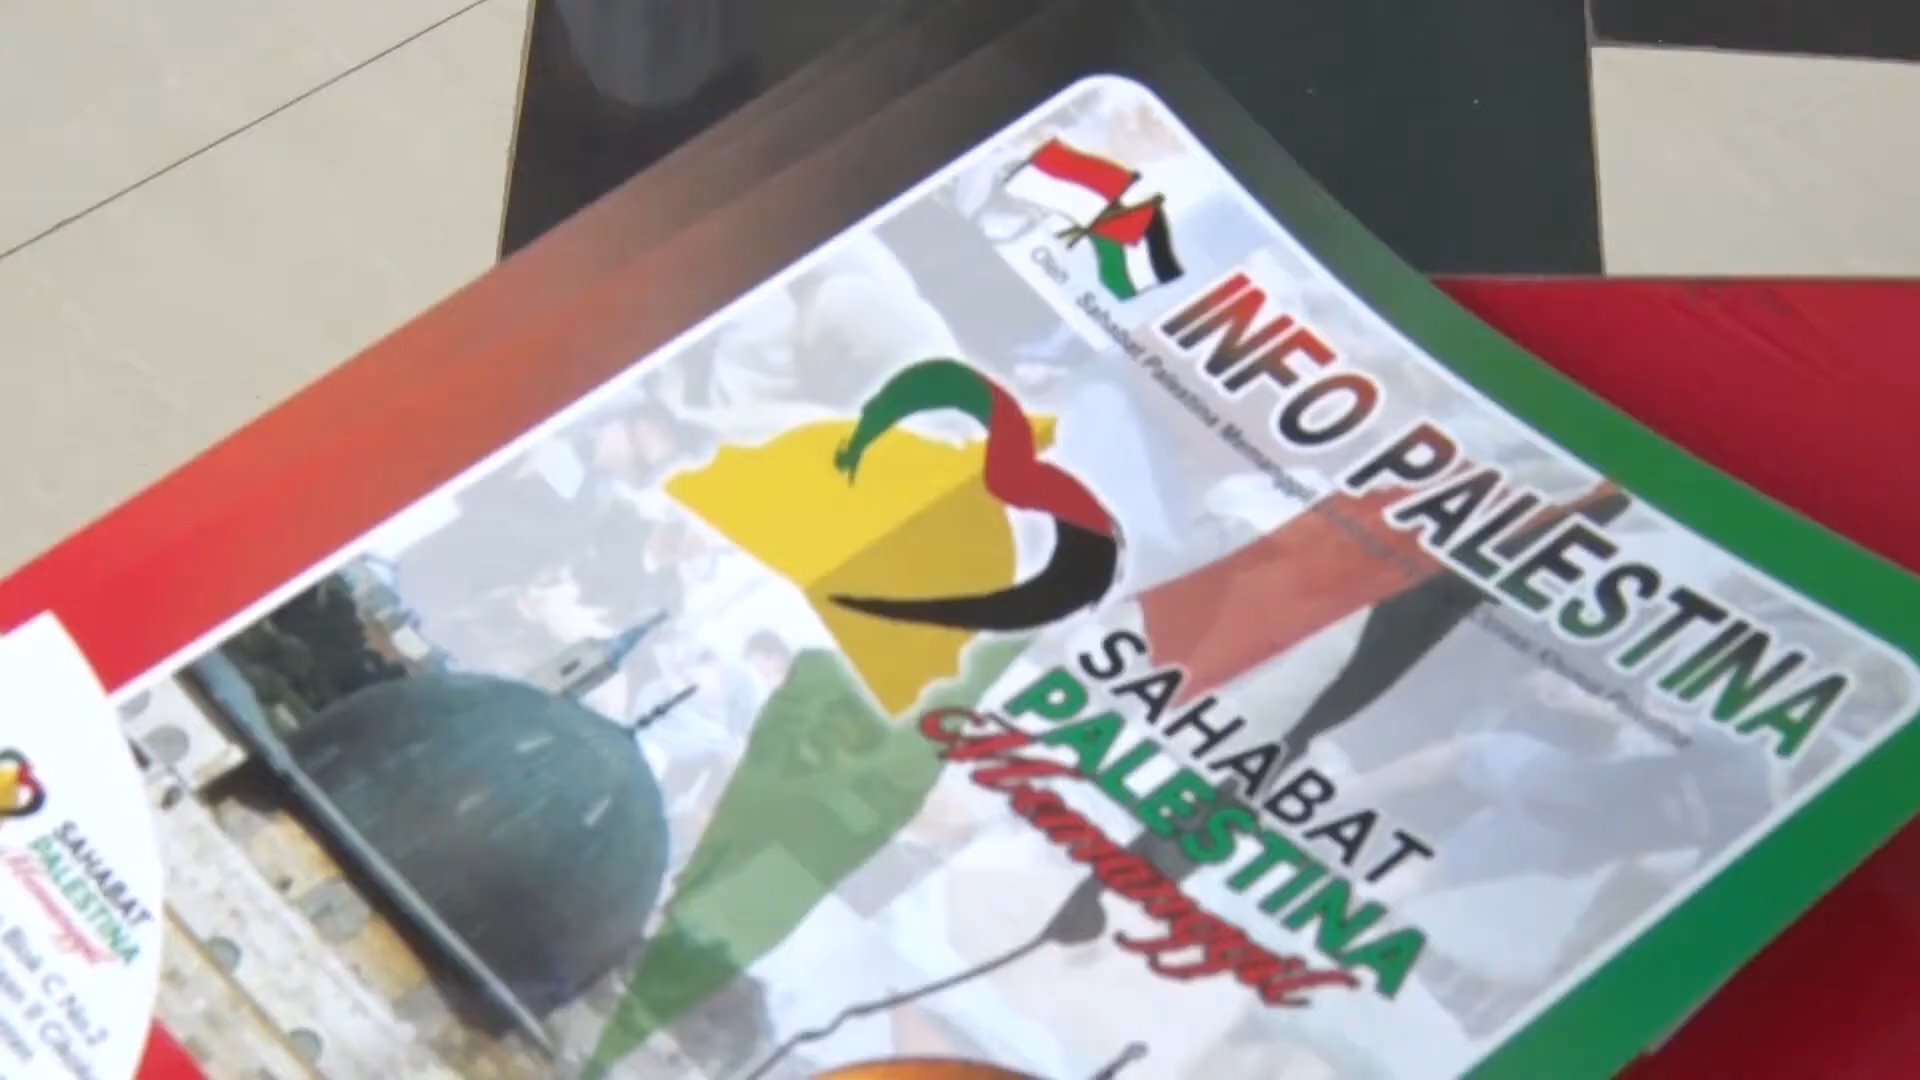 INFO PALESTINA
Oleh : Sahabat Palestina Memanggil
SAHABAT
PALESTINA
Memanggil
SAHABAT
PALESTINA
Memanggil
Blok C No.2